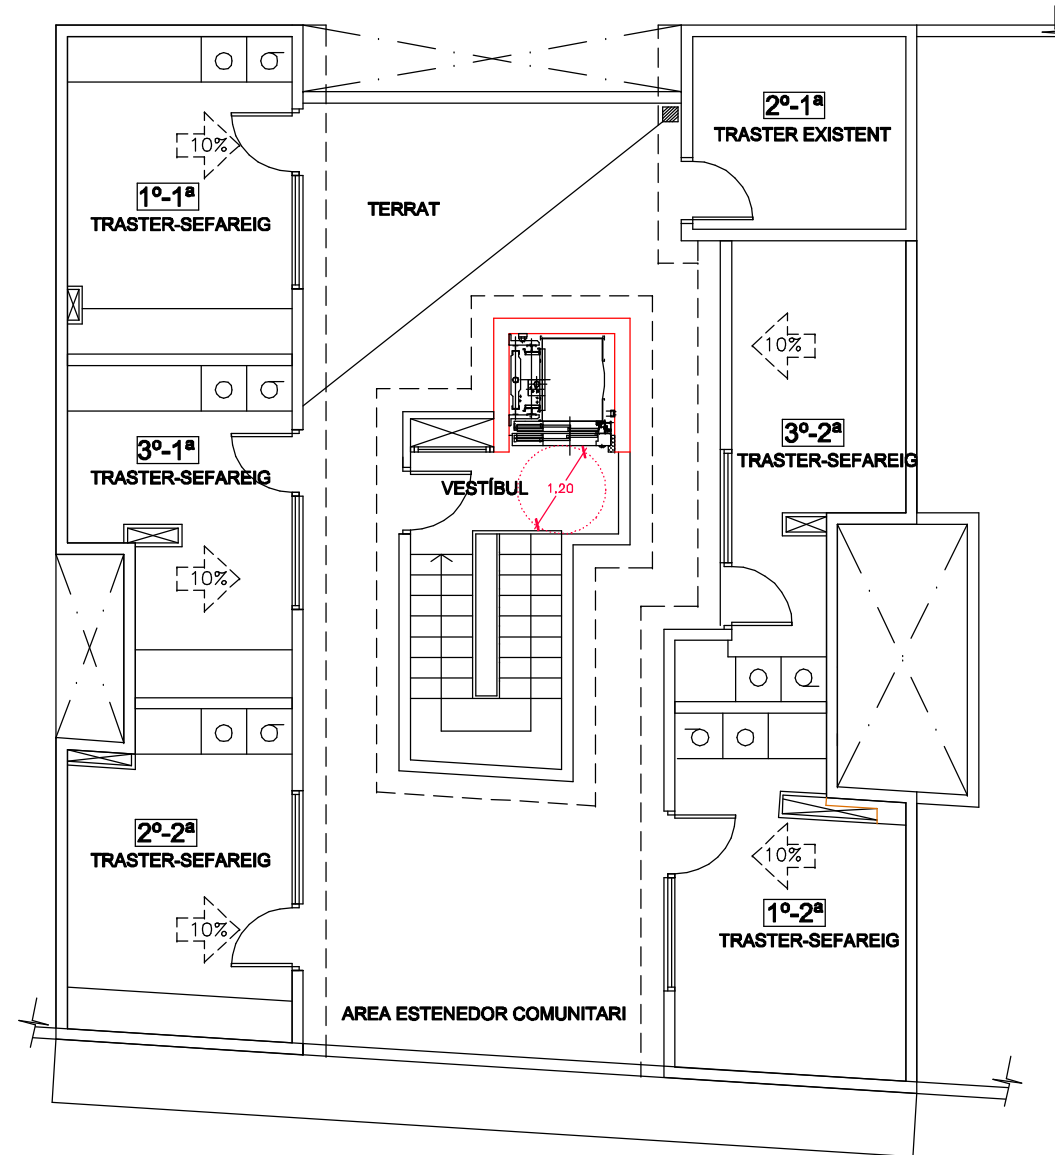 2º-1ª
TRASTER EXISTENT
10%
1º-1ª
TRASTER-SEFAREIG
TERRAT
10%
3º-1ª
TRASTER-SEFAREIG
3º-2ª
TRASTER-SEFAREIG
VESTÍBUL
1.20
10%
2º-2ª
TRASTER-SEFAREIG
10%
10%
1º-2ª
TRASTER-SEFAREIG
AREA ESTENEDOR COMUNITARI